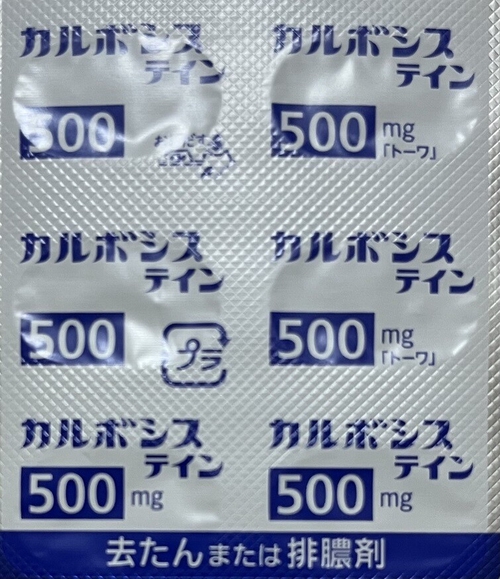 カルボシス カルボシス
テイン テイン
500 500 mg
「トーワ」
カルボシス カルボシス
テイン テイン
500 500 mg
プラ 「トーワ」
カルボシス カルボシス
テイン テイン
500 mg 500 mg
去たんまたは排膿剤